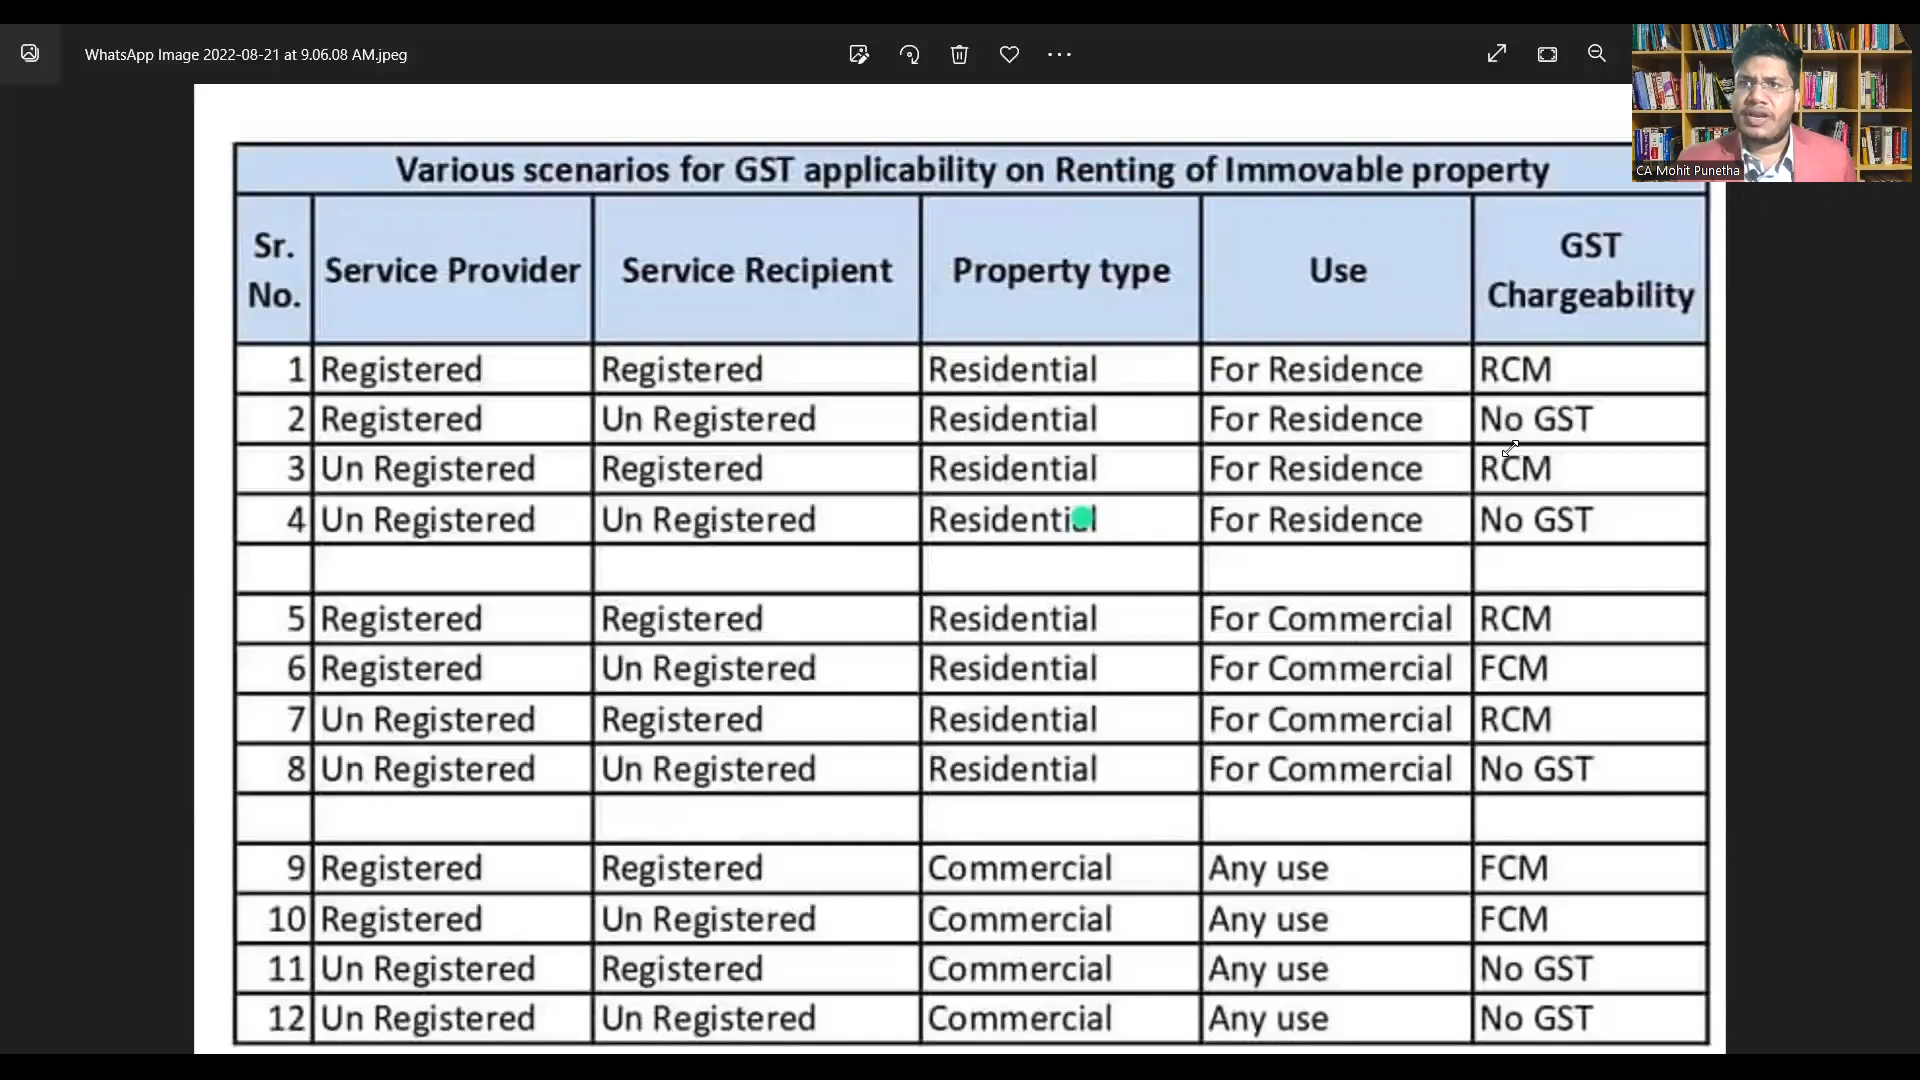 WhatsApp Image 2022-08-21 at 9.06.08 AM.jpeg
CA Mohit Punetha
Various scenarios for GST applicability on Renting of Immovable property
Sr. No. Service Provider Service Recipient Property type Use GST Chargeability
1 Registered Registered Residential For Residence RCM
2 Registered Un Registered Residential For Residence No GST
3 Un Registered Registered Residential For Residence RCM
4 Un Registered Un Registered Residential For Residence No GST
5 Registered Registered Residential For Commercial RCM
6 Registered Un Registered Residential For Commercial FCM
7 Un Registered Registered Residential For Commercial RCM
8 Un Registered Un Registered Residential For Commercial No GST
9 Registered Registered Commercial Any use FCM
10 Registered Un Registered Commercial Any use FCM
11 Un Registered Registered Commercial Any use No GST
12 Un Registered Un Registered Commercial Any use No GST